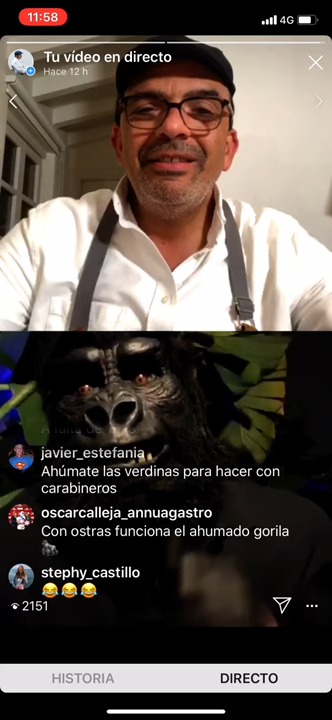 11:58
4G
Tu vídeo en directo
Hace 12 h
javier_estefania
Ahúmate las verdinas para hacer con
carabineros
oscarcalleja_annuagastro
Con ostras funciona el ahumado gorila
stephy_castillo
2151
HISTORIA
DIRECTO